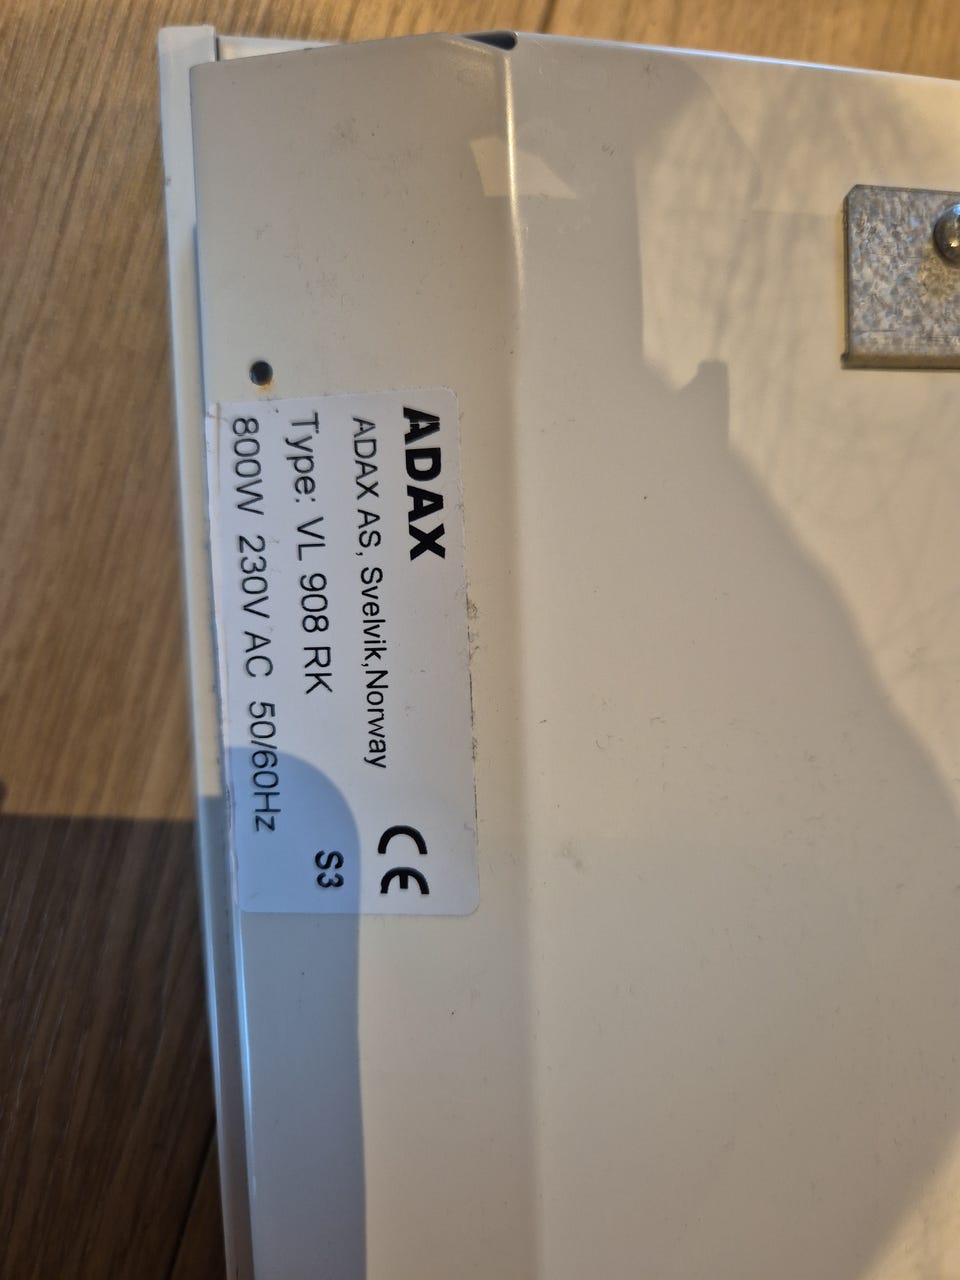 ADAX
ADAX AS, Svelvik,Norway
CE
Type: VL 908 RK
S3
800W 230V AC 50/60Hz